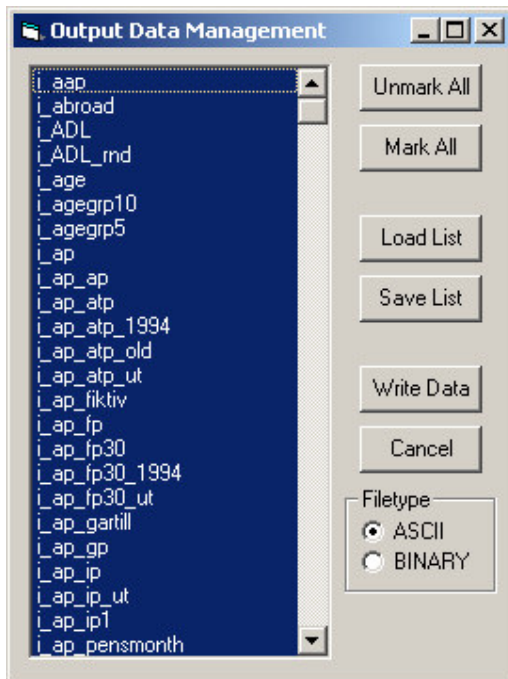 Output Data Management
i_aap
i_abroad
i_ADL
i_ADL_rnd
i_age
i_agegrp10
i_agegrp5
i_ap
i_ap_ap
i_ap_atp
i_ap_atp_1994
i_ap_atp_old
i_ap_atp_ut
i_ap_fiktiv
i_ap_fp
i_ap_fp30
i_ap_fp30_1994
i_ap_fp30_ut
i_ap_gartill
i_ap_gp
i_ap_ip
i_ap_ip_ut
i_ap_ip1
i_ap_pensmonth
Unmark All
Mark All
Load List
Save List
Write Data
Cancel
Filetype
ASCII
BINARY